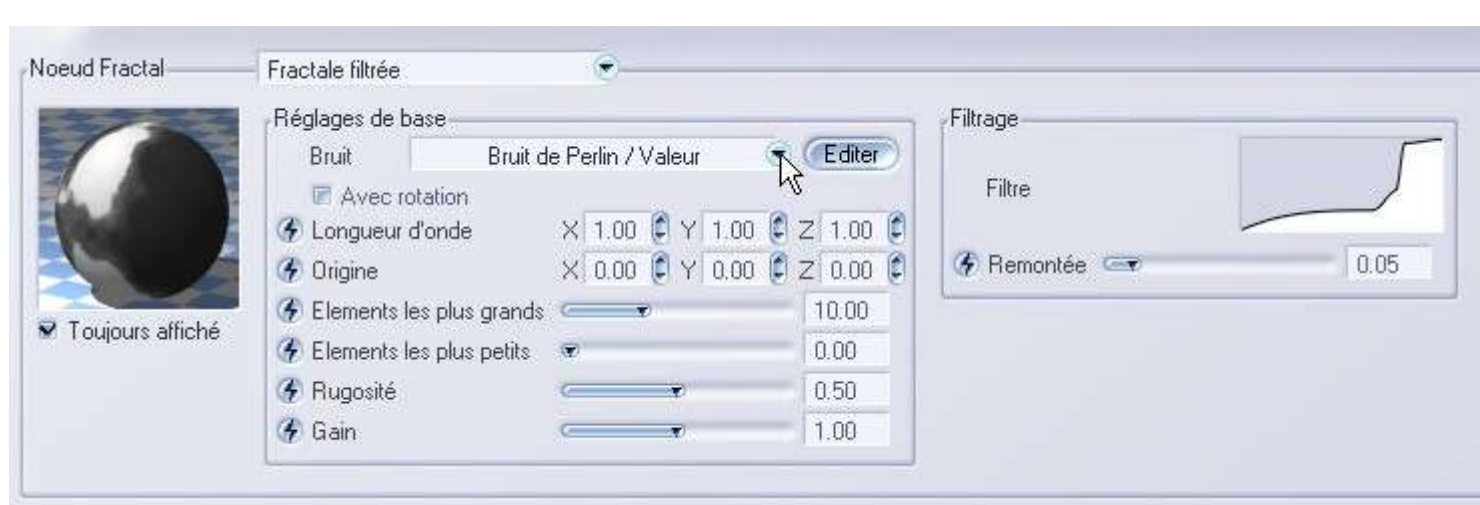 Noeud Fractal Fractale filtrée
Réglages de base
Bruit Bruit de Perlin / Valeur Editer
Avec rotation
Longueur d'onde X 1.00 Y 1.00 Z 1.00
Origine X 0.00 Y 0.00 Z 0.00
Elements les plus grands 10.00
Elements les plus petits 0.00
Rugosité 0.50
Gain 1.00
Toujours affiché
Filtrage
Filtre
Remontée 0.05